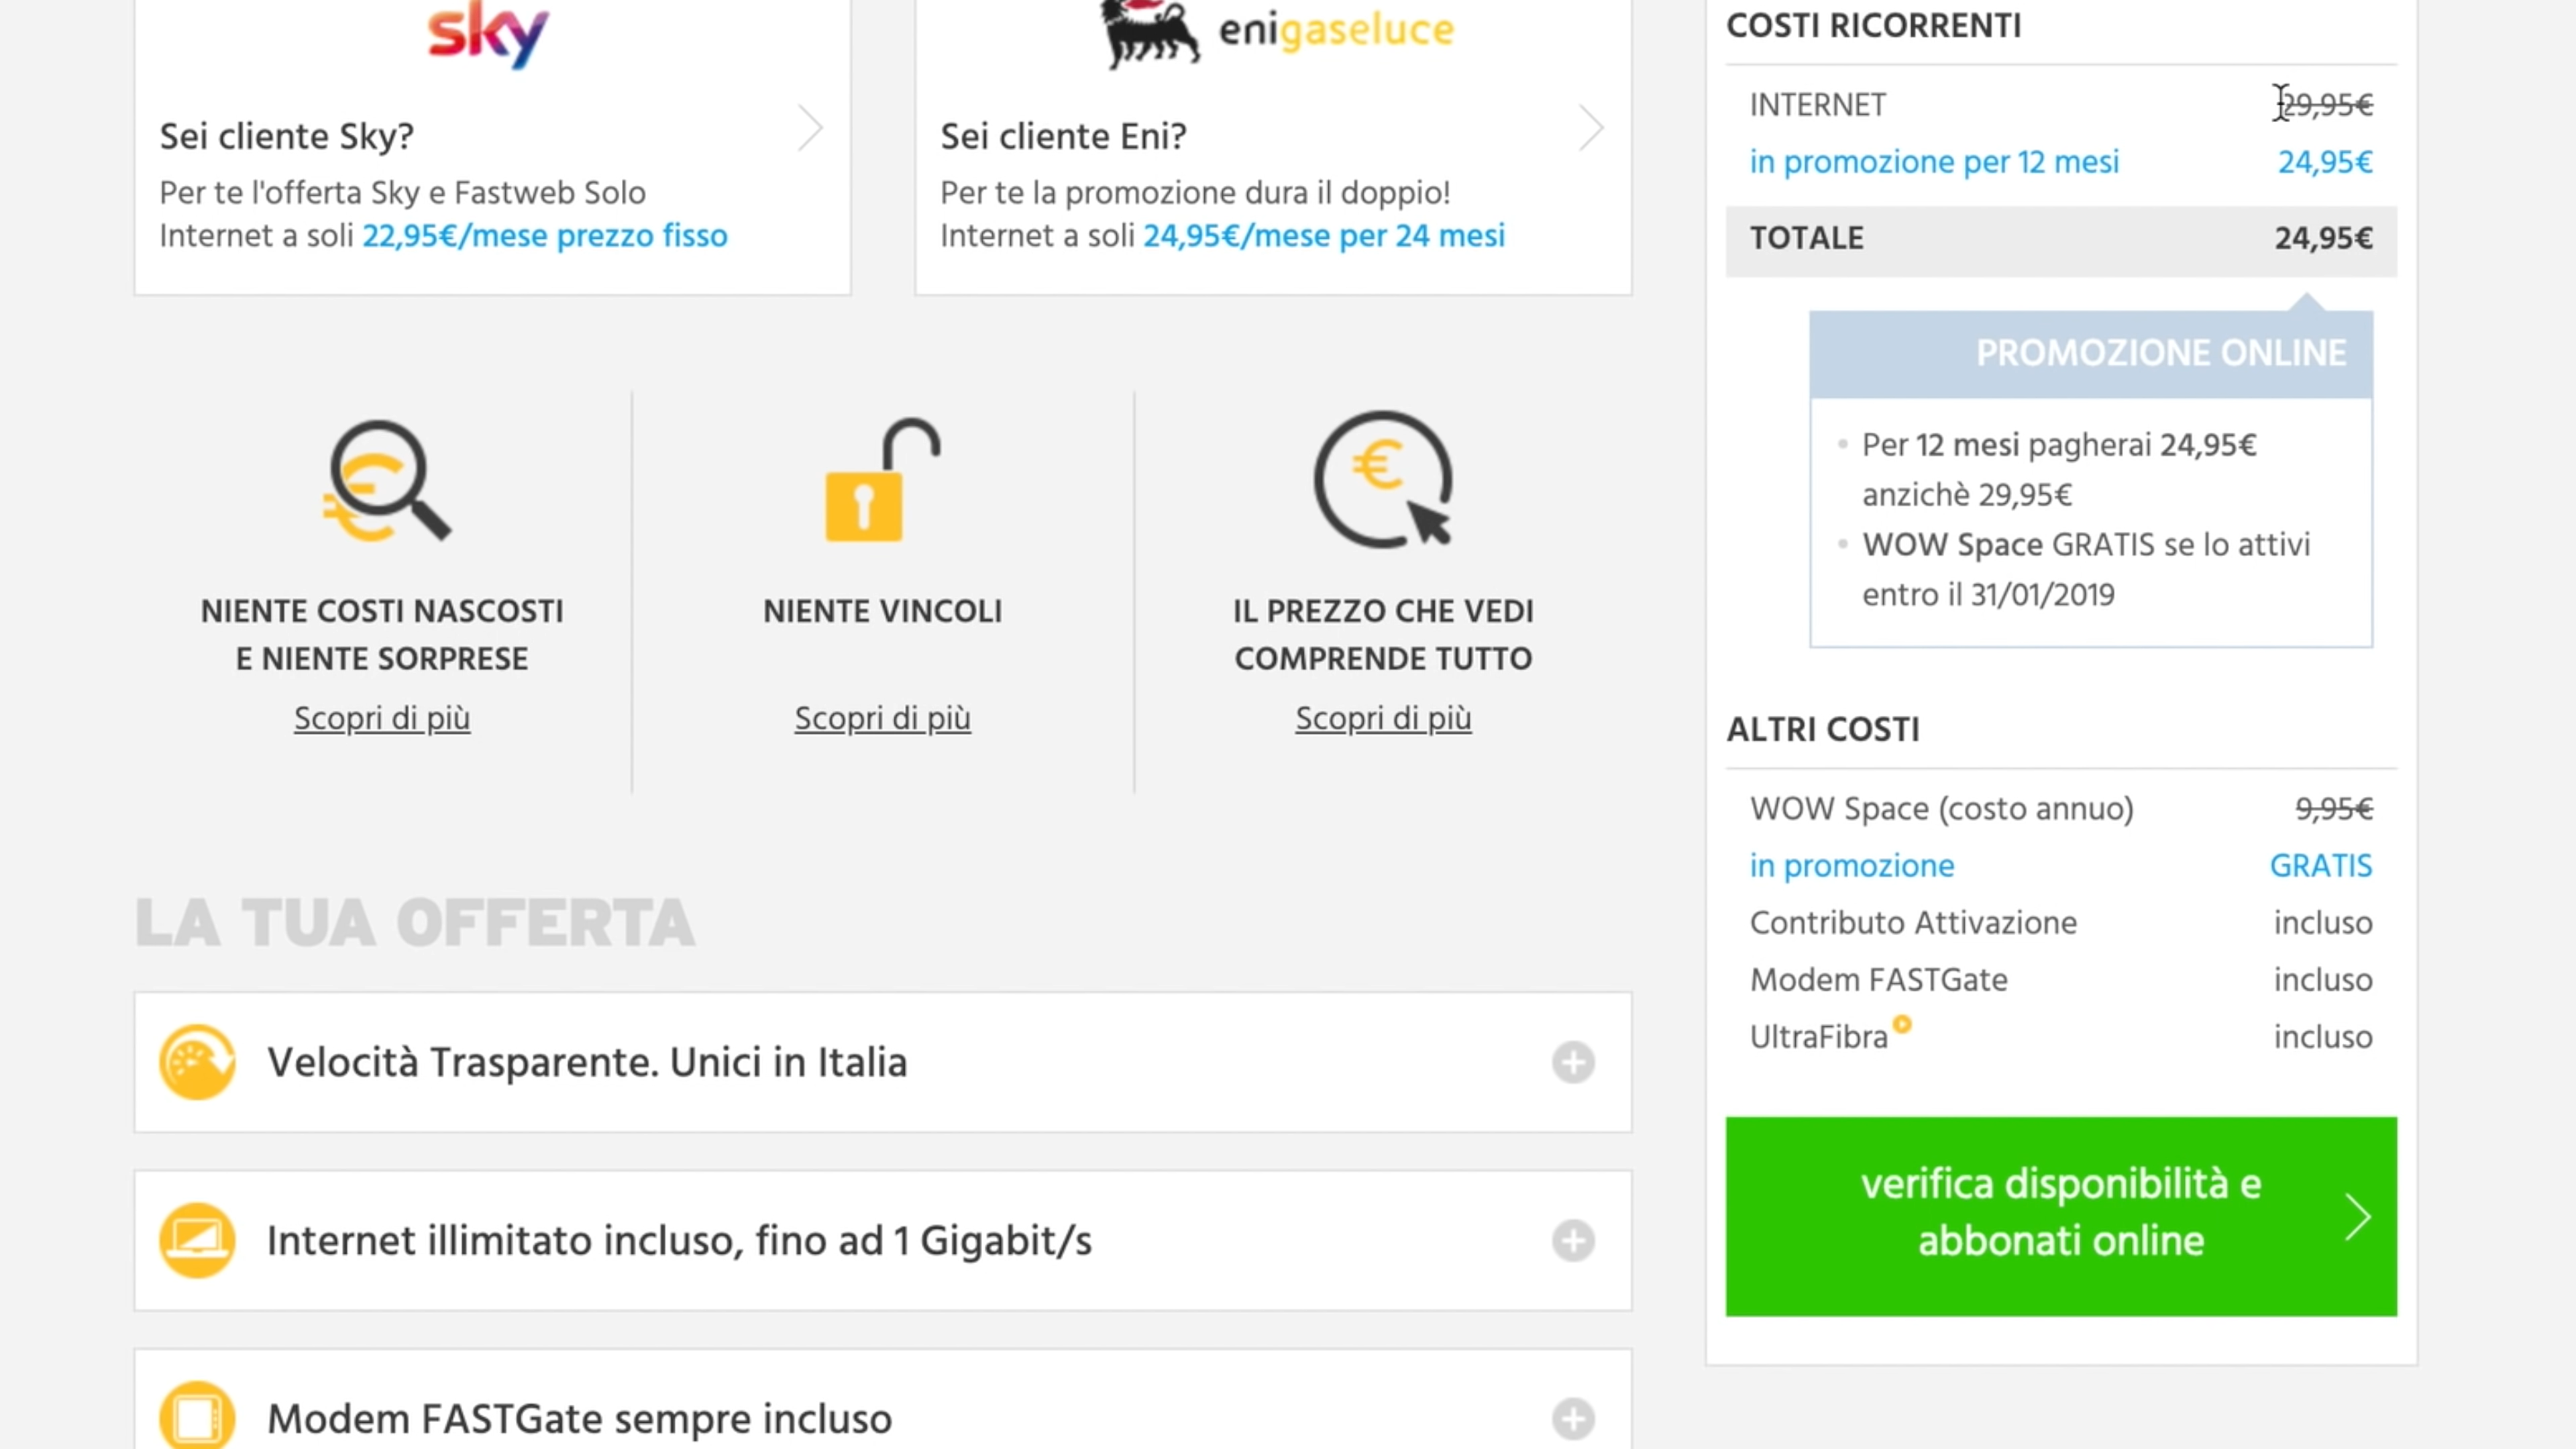 sky
Sei cliente Sky?
Per te l'offerta Sky e Fastweb Solo
Internet a soli 22,95€/mese prezzo fisso
enigaseluce
Sei cliente Eni?
Per te la promozione dura il doppio!
Internet a soli 24,95€/mese per 24 mesi
NIENTE COSTI NASCOSTI
E NIENTE SORPRESE
Scopri di più
NIENTE VINCOLI
Scopri di più
IL PREZZO CHE VEDI
COMPRENDE TUTTO
Scopri di più
LA TUA OFFERTA
Velocità Trasparente. Unici in Italia
Internet illimitato incluso, fino ad 1 Gigabit/s
Modem FASTGate sempre incluso
COSTI RICORRENTI
INTERNET 29,95€
in promozione per 12 mesi 24,95€
TOTALE 24,95€
PROMOZIONE ONLINE
• Per 12 mesi pagherai 24,95€
anzichè 29,95€
• WOW Space GRATIS se lo attivi
entro il 31/01/2019
ALTRI COSTI
WOW Space (costo annuo) 9,95€
in promozione GRATIS
Contributo Attivazione incluso
Modem FASTGate incluso
UltraFibra incluso
verifica disponibilità e
abbonati online